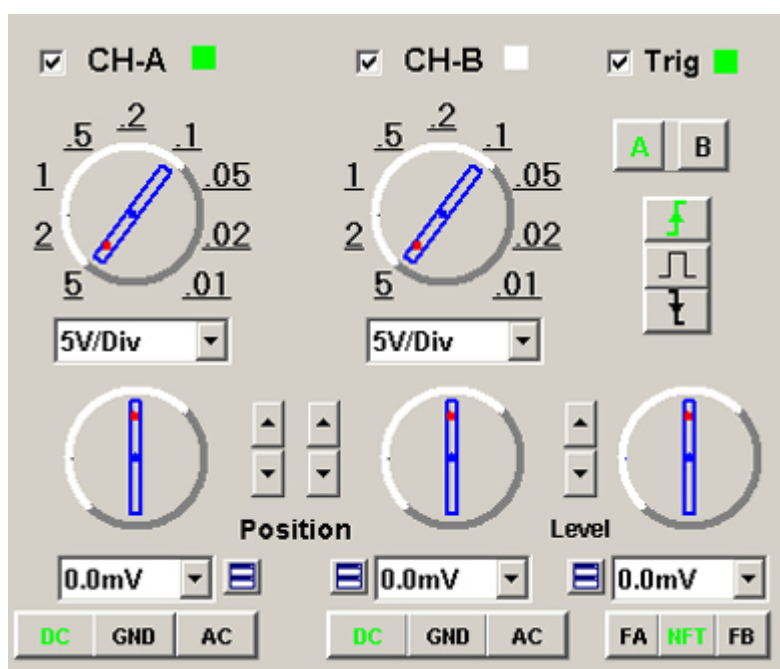 CH-A CH-B Trig
.2 .2
.5 .1 .5 .1
A B
1 .05 1 .05
2 .02 2 .02
5 .01 5 .01
5V/Div 5V/Div
Position Level
0.0mV 0.0mV 0.0mV
DC GND AC DC GND AC FA NFT FB